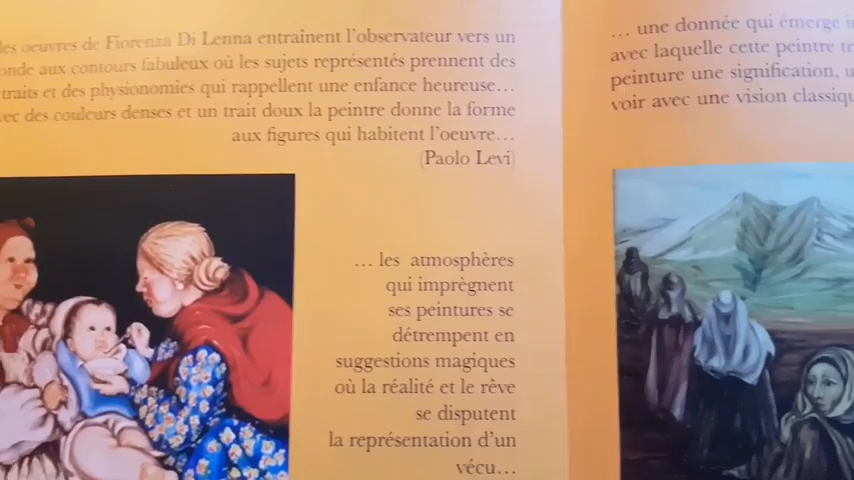 les oeuvres de Fiorenza Di Lenna entraînent l'observateur vers un
onde aux contours fabuleux où les sujets représentés prennent des
traits et des physionomies qui rappellent une enfance heureuse…
vec des couleurs denses et un trait doux la peintre donne la forme
aux figures qui habitent l'oeuvre…
(Paolo Levi)
… les atmosphères
qui imprègnent
ses peintures se
détrempent en
suggestions magiques
où la réalité et le rêve
se disputent
la représentation d'un
vécu…
… une donnée qui émerge
avec laquelle cette peintre
peinture une signification,
voir avec une vision